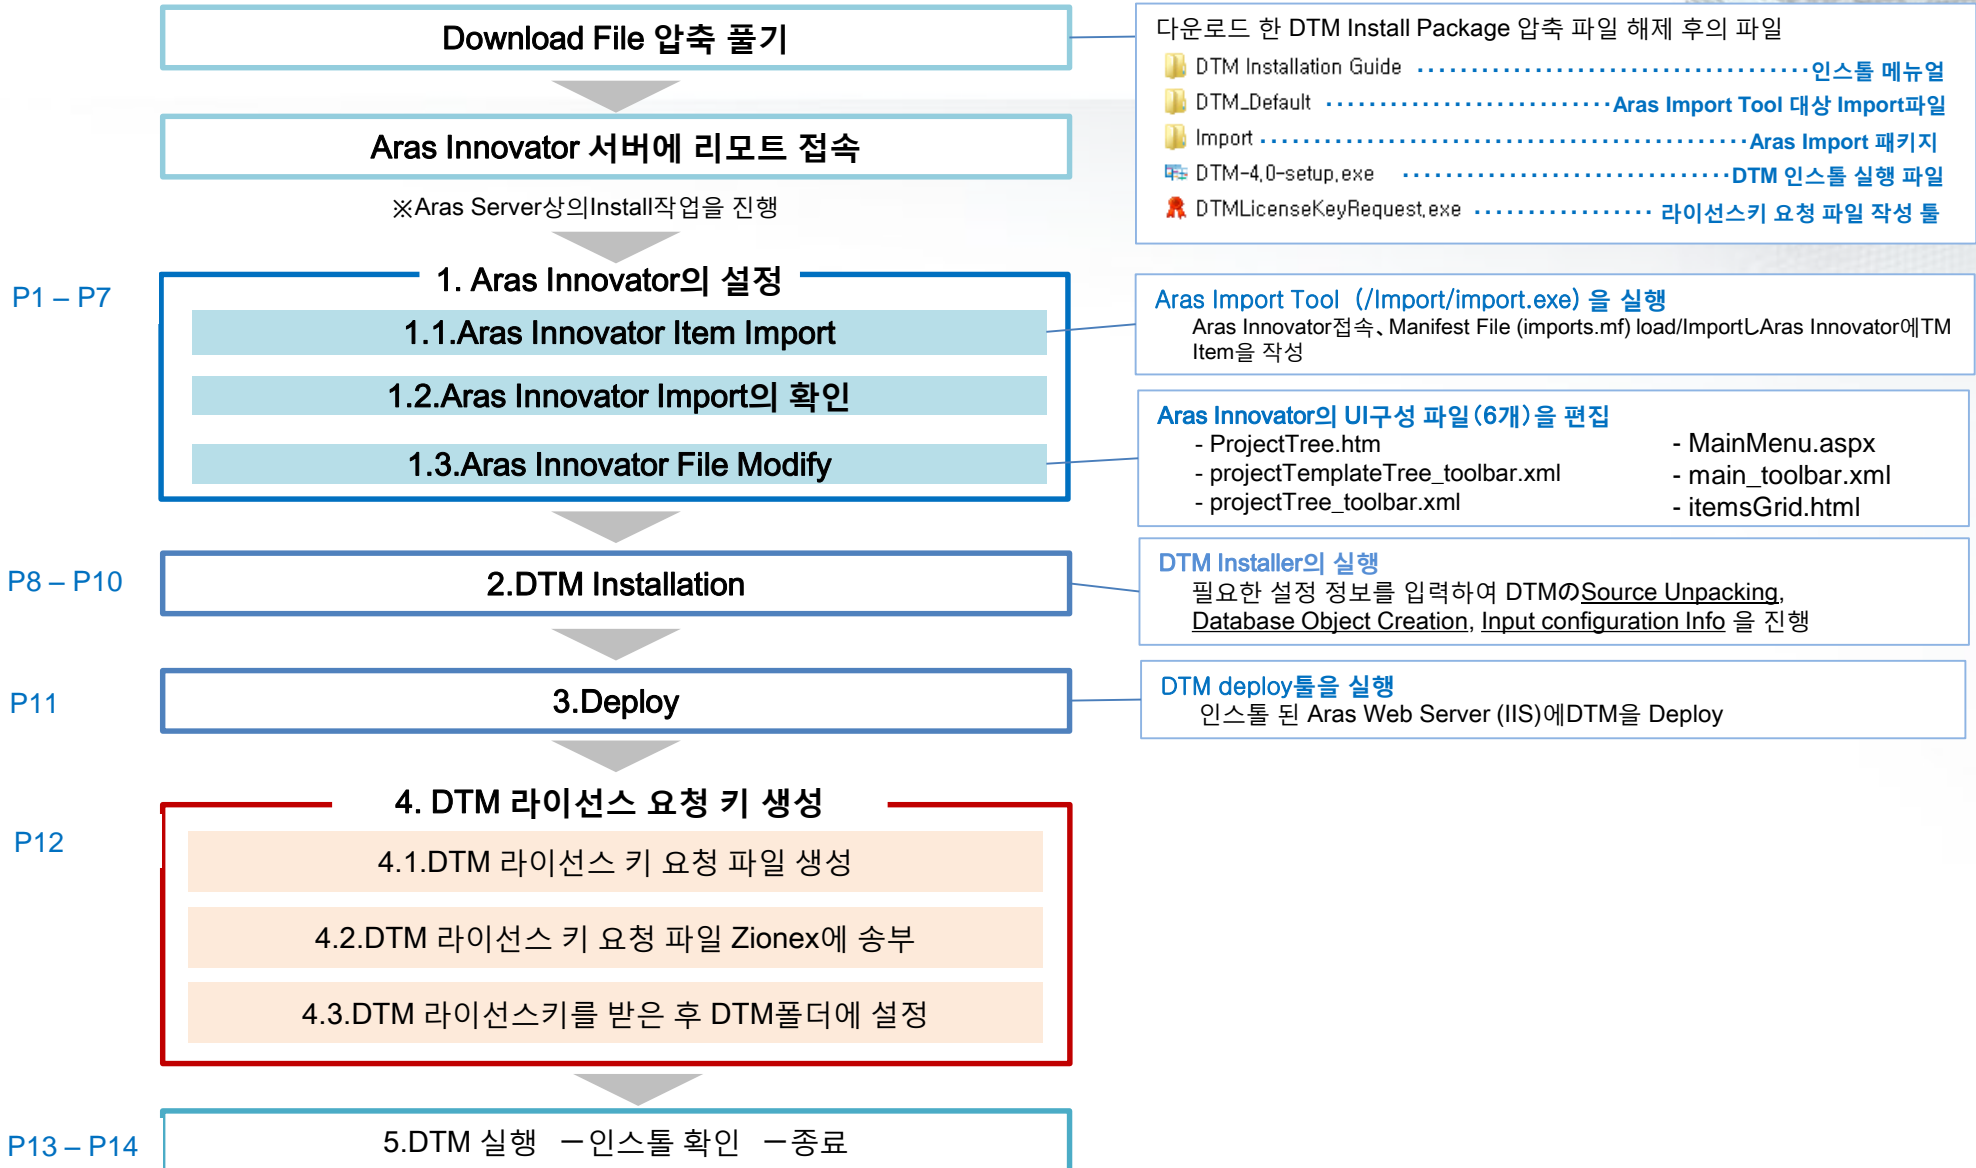 Download File 압축 풀기
다운로드 한 DTM Install Package 압축 파일 해제 후의 파일
DTM Installation Guide 인스톨 메뉴얼
DTM_Default Aras Import Tool 대상 Import파일
Import Aras Import 패키지
DTM-4,0-setup,exe DTM 인스톨 실행 파일
DTMLicenseKeyRequest,exe 라이선스키 요청 파일 작성 툴
Aras Innovator 서버에 리모트 접속
※Aras Server상의Install작업을 진행
P1 – P7
1. Aras Innovator의 설정
1.1.Aras Innovator Item Import
1.2.Aras Innovator Import의 확인
1.3.Aras Innovator File Modify
Aras Import Tool（/Import/import.exe) 을 실행
Aras Innovator접속、Manifest File (imports.mf) load/ImportしAras Innovator에TM
Item을 작성
Aras Innovator의 UI구성 파일（6개）을 편집
- ProjectTree.htm
- projectTemplateTree_toolbar.xml
- projectTree_toolbar.xml
- MainMenu.aspx
- main_toolbar.xml
- itemsGrid.html
P8 – P10
2.DTM Installation
DTM Installer의 실행
필요한 설정 정보를 입력하여 DTMのSource Unpacking,
Database Object Creation, Input configuration Info 을 진행
P11
3.Deploy
DTM deploy툴을 실행
인스톨 된 Aras Web Server (IIS)에DTM을 Deploy
P12
4. DTM 라이선스 요청 키 생성
4.1.DTM 라이선스 키 요청 파일 생성
4.2.DTM 라이선스 키 요청 파일 Zionex에 송부
4.3.DTM 라이선스키를 받은 후 DTM폴더에 설정
P13 – P14
5.DTM 실행 ー인스톨 확인 ー종료